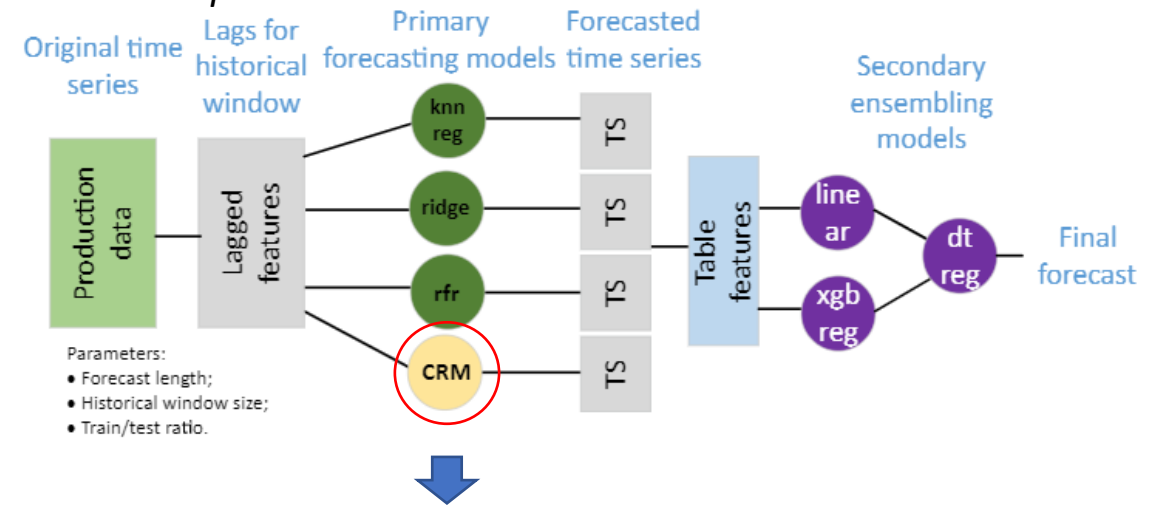 Original time
series
Lags for
historical
window
Primary
forecasting models
Forecasted
time series
Secondary
ensembling
models
Production
data
Lagged
features
knn
reg
ridge
rfr
CRM
TS
TS
TS
TS
Table
features
line
ar
xgb
reg
dt
reg
Final
forecast
Parameters:
• Forecast length;
• Historical window size;
• Train/test ratio.